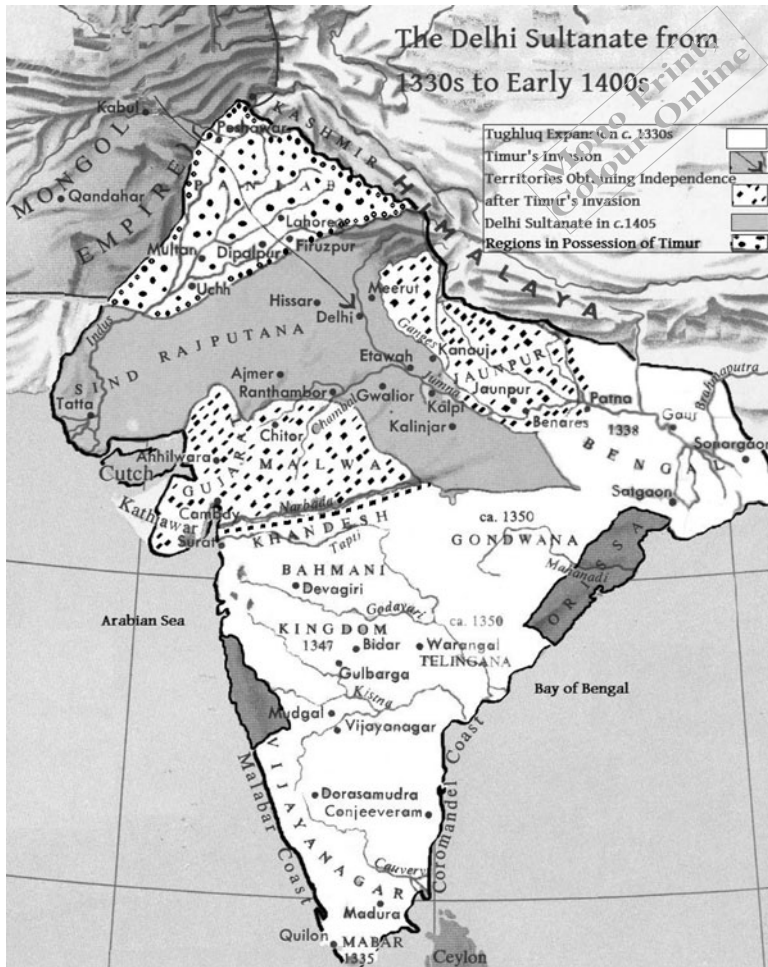 The Delhi Sultanate from
1330s to Early 1400s
Mono Print
Colour Online
Tughluq Expansion c. 1330s
Timur's Invasion
Territories Obtaining Independence
after Timur's invasion
Delhi Sultanate in c.1405
Regions in Possession of Timur
Kabul
KASHMIR
Peshawar
MONGOL
EMPIRE
HIMALAYA
Qandahar
Lahore
Multan
Dipalpur
Firuzpur
Uchh
Hissar
Meerut
Delhi
Indus
SIND
RAJPUTANA
Ganges
Kanauj
Etawah
JAUNPUR
Ajmer
Ranthambor
Gwalior
Jumna
Jaunpur
Kalpi
Patna
Brahmaputra
Tatta
Chitor
Chambal
Kalinjar
Benares
1338
Gaur
Sonargaon
BENGAL
Anhilwara
Cutch
GUJARAT
MALWA
Satgaon
Kathiawar
Cambay
Narbada
Surat
KHANDESH
Tapti
ca. 1350
GONDWANA
Mahanadi
ORISSA
BAHMANI
Devagiri
Arabian Sea
Godavari
ca. 1350
KINGDOM
1347
Bidar
Warangal
TELINGANA
Gulbarga
Kistna
Bay of Bengal
Mudgal
Vijayanagar
Malabar Coast
VIJAYANAGAR
Coromandel Coast
Dorasamudra
Conjeeveram
Cauvery
Madura
Quilon
MABAR
1335
Ceylon